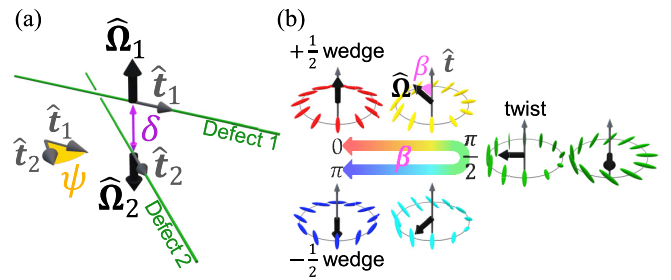 (a)
Ω̂₁
t̂₁
δ
Defect 1
t̂₁
t̂₂
ψ
t̂₂
Ω̂₂
Defect 2
(b)
+½ wedge
β
t̂
Ω̂
twist
0
π
β
π/2
−½ wedge